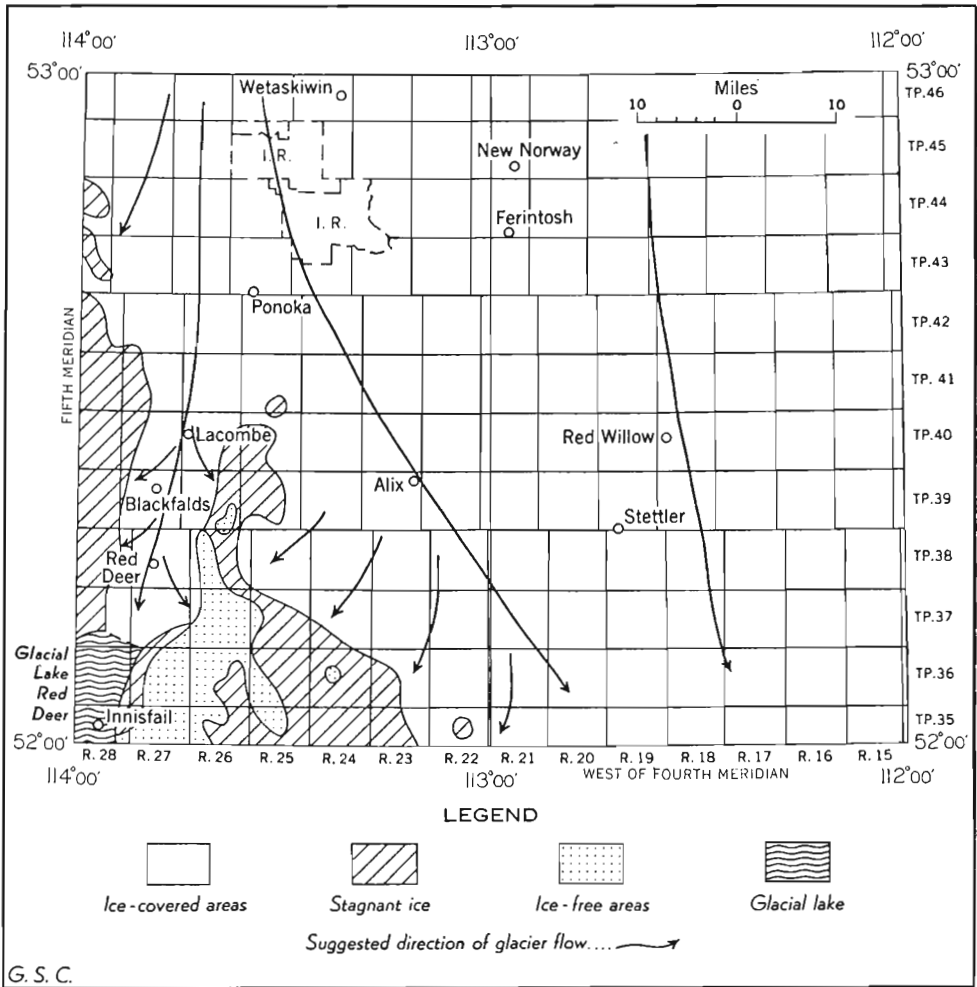 114°00' 113°00' 112°00'
53°00' 53°00'
Wetaskiwin
Miles
10 0 10
TP.46
I.R.
New Norway
TP.45
I.R.
Ferintosh
TP.44
TP.43
Ponoka
TP.42
FIFTH MERIDIAN
TP.41
Lacombe
Red Willow
TP.40
Alix
Blackfalds
TP.39
Stettler
Red
Deer
TP.38
TP.37
Glacial
Lake
Red
Deer
TP.36
Innisfail
TP.35
52°00' 52°00'
R. 28 R. 27 R. 26 R. 25 R. 24 R. 23 R. 22 R. 21 R. 20 R. 19 R. 18 R. 17 R. 16 R. 15
114°00' 113°00' WEST OF FOURTH MERIDIAN 112°00'
LEGEND
Ice-covered areas Stagnant ice Ice-free areas Glacial lake
Suggested direction of glacier flow....
G. S. C.